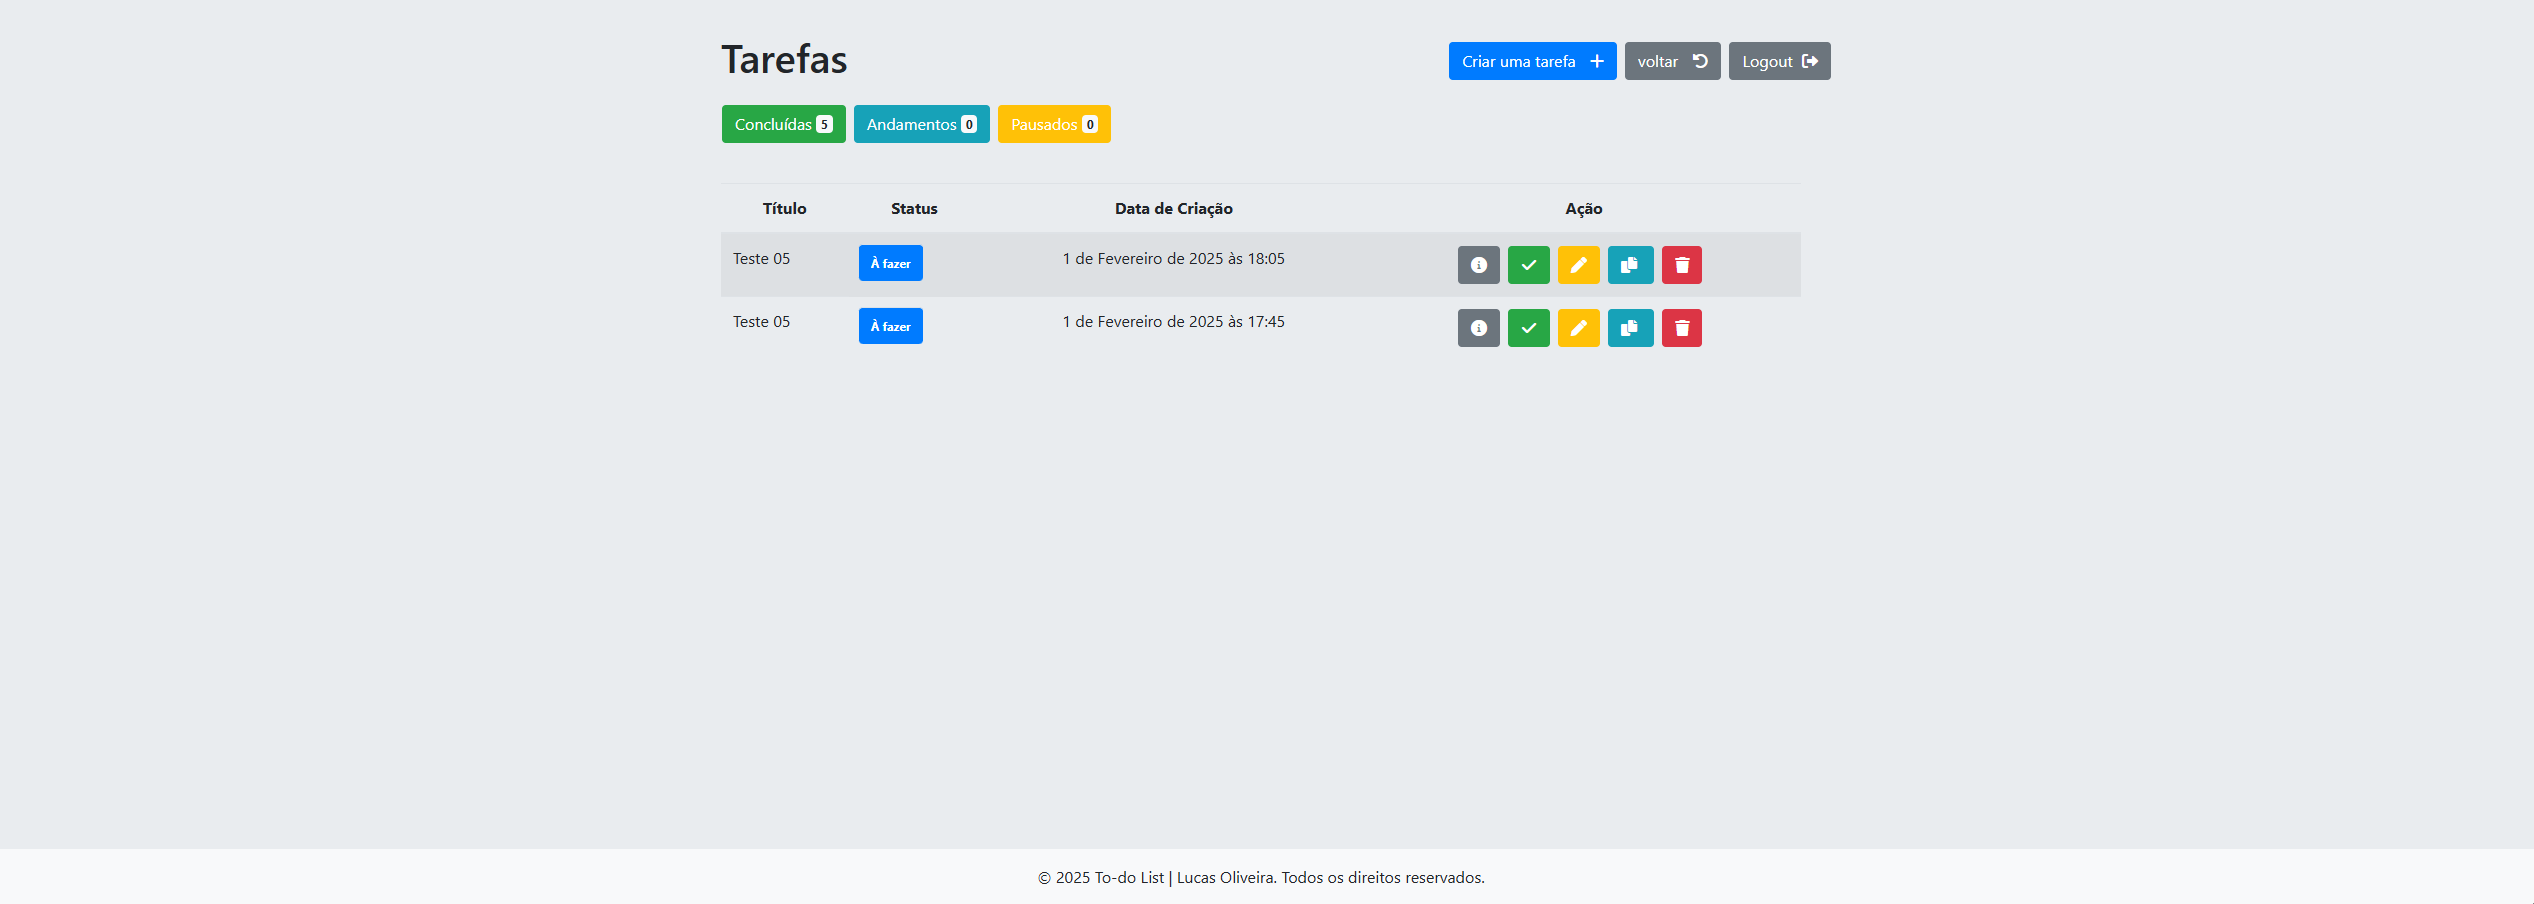 Tarefas
Criar uma tarefa
voltar
Logout
Concluídas 5
Andamentos 0
Pausados 0
Título Status Data de Criação Ação
Teste 05 À fazer 1 de Fevereiro de 2025 às 18:05
Teste 05 À fazer 1 de Fevereiro de 2025 às 17:45
© 2025 To-do List | Lucas Oliveira. Todos os direitos reservados.